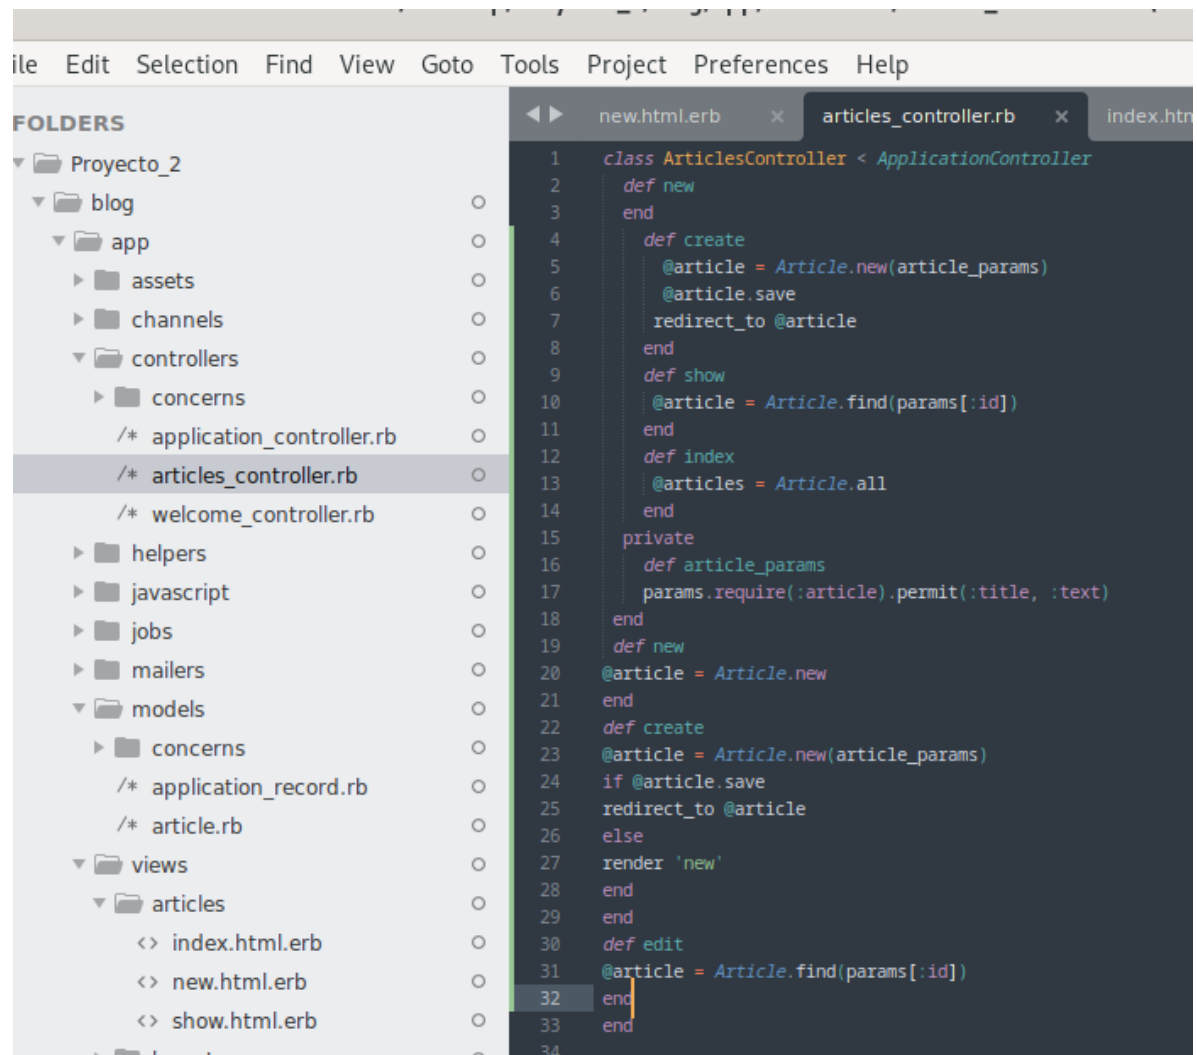 ile Edit Selection Find View Goto Tools Project Preferences Help
FOLDERS
Proyecto_2
blog
app
assets
channels
controllers
concerns
/* application_controller.rb
/* articles_controller.rb
/* welcome_controller.rb
helpers
javascript
jobs
mailers
models
concerns
/* application_record.rb
/* article.rb
views
articles
<> index.html.erb
<> new.html.erb
<> show.html.erb
new.html.erb × articles_controller.rb × index.htm
1 class ArticlesController < ApplicationController
2 def new
3 end
4 def create
5 @article = Article.new(article_params)
6 @article.save
7 redirect_to @article
8 end
9 def show
10 @article = Article.find(params[:id])
11 end
12 def index
13 @articles = Article.all
14 end
15 private
16 def article_params
17 params.require(:article).permit(:title, :text)
18 end
19 def new
20 @article = Article.new
21 end
22 def create
23 @article = Article.new(article_params)
24 if @article.save
25 redirect_to @article
26 else
27 render 'new'
28 end
29 end
30 def edit
31 @article = Article.find(params[:id])
32 end
33 end
34